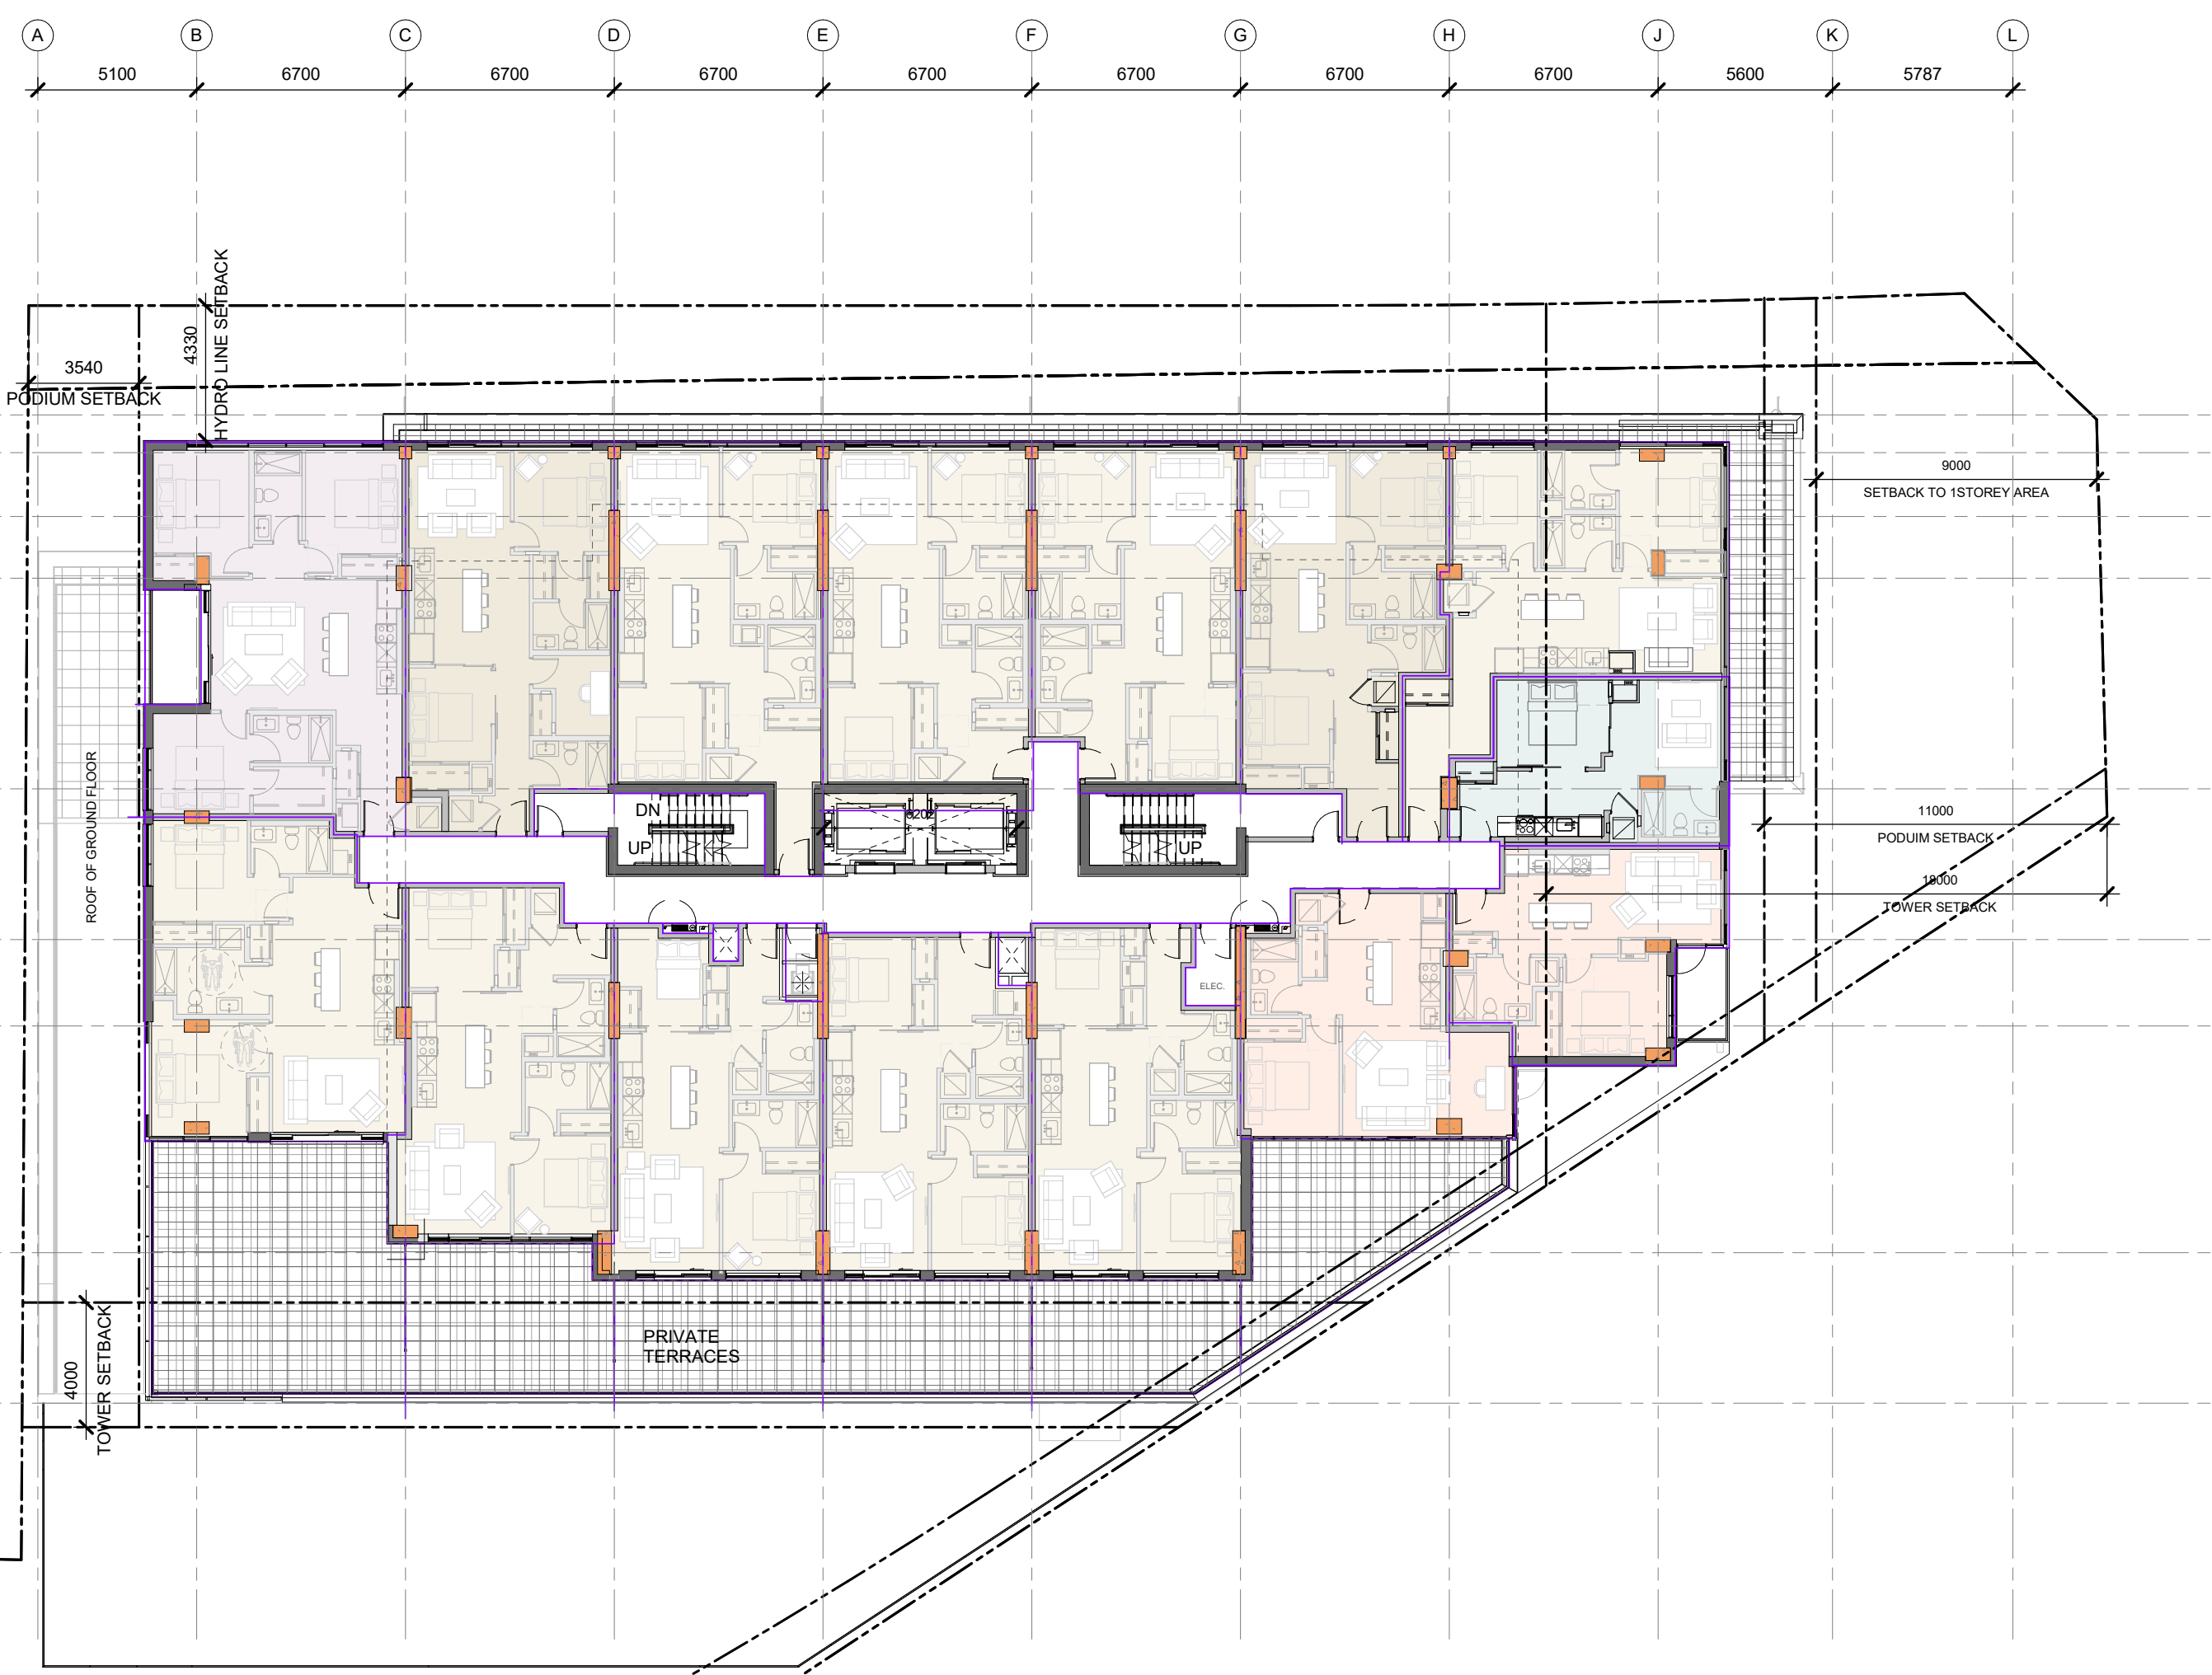 A B C D E F G H J K L
5100 6700 6700 6700 6700 6700 6700 6700 5600 5787
HYDRO LINE SETBACK
4330
3540
PODIUM SETBACK
9000
SETBACK TO 1STOREY AREA
ROOF OF GROUND FLOOR
DN
UP
UP
11000
PODUIM SETBACK
18000
TOWER SETBACK
ELEC.
PRIVATE
TERRACES
4000
TOWER SETBACK